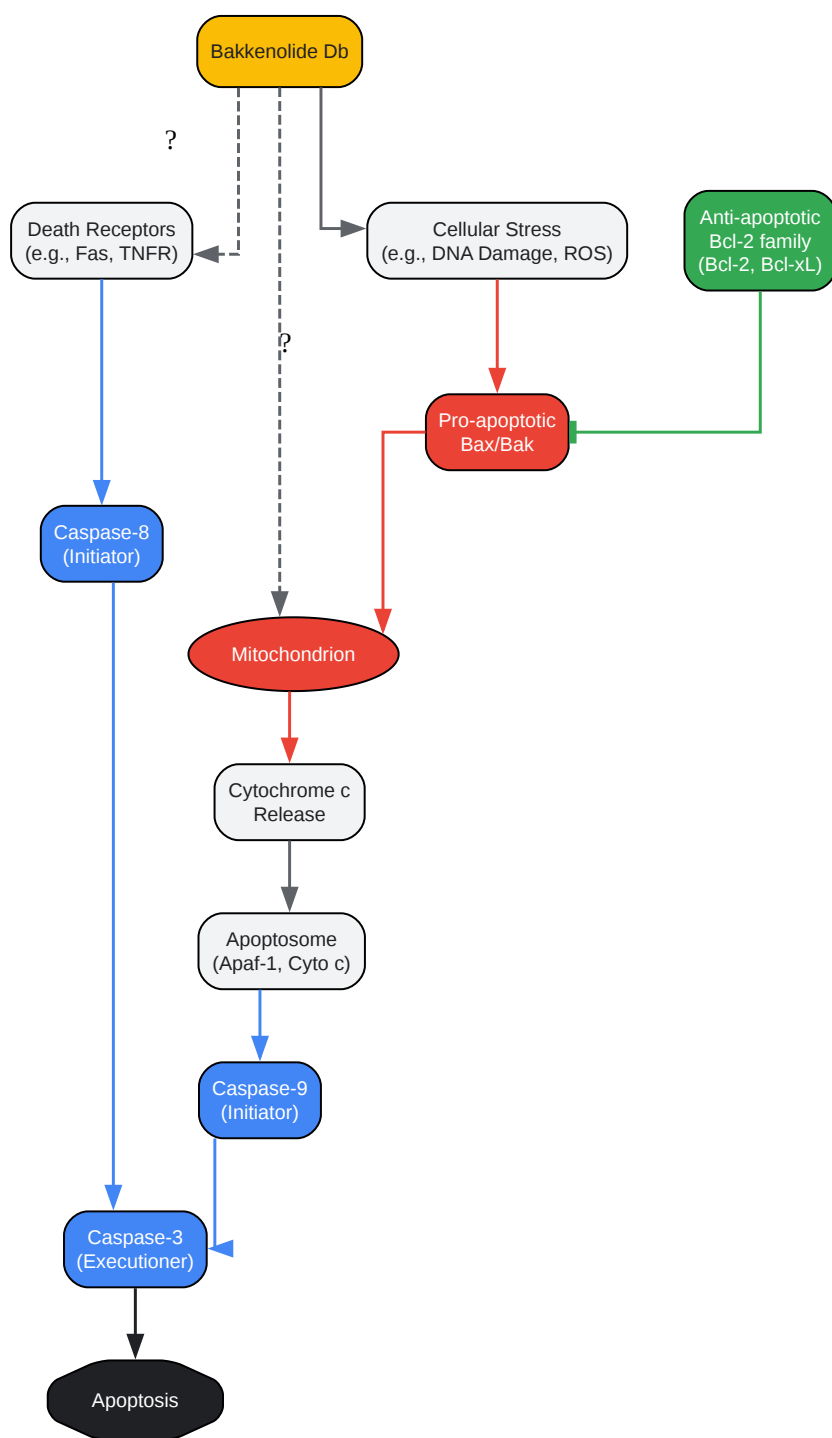 Bakkenolide Db
?
Death Receptors
(e.g., Fas, TNFR)
Cellular Stress
(e.g., DNA Damage, ROS)
Anti-apoptotic
Bcl-2 family
(Bcl-2, Bcl-xL)
?
Pro-apoptotic
Bax/Bak
Caspase-8
(Initiator)
Mitochondrion
Cytochrome c
Release
Apoptosome
(Apaf-1, Cyto c)
Caspase-9
(Initiator)
Caspase-3
(Executioner)
Apoptosis